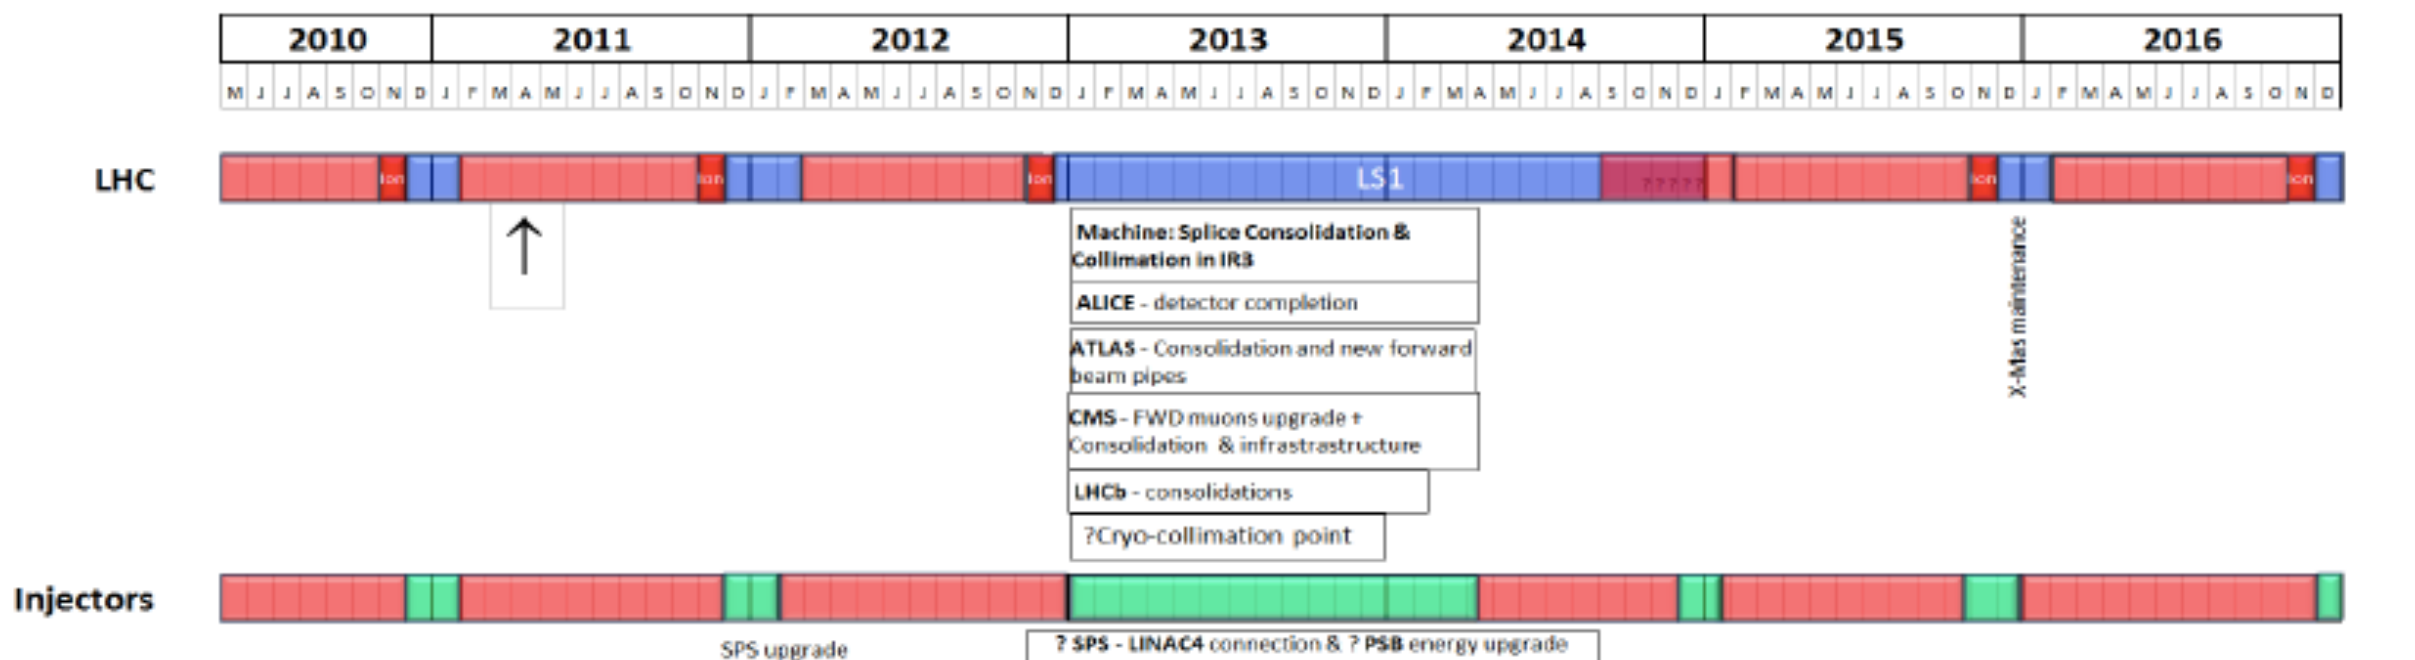 2010 2011 2012 2013 2014 2015 2016
M J J A S O N D J F M A M J J A S O N D J F M A M J J A S O N D J F M A M J J A S O N D J F M A M J J A S O N D J F M A M J J A S O N D J F M A M J J A S O N D
LHC Ion Ion Ion LS1 ????? Ion Ion
Machine: Splice Consolidation &
Collimation in IR3
ALICE - detector completion
ATLAS - Consolidation and new forward
beam pipes
CMS - FWD muons upgrade +
Consolidation & infrastrastructure
LHCb - consolidations
?Cryo-collimation point
X-Mas maintenance
Injectors
SPS upgrade
? SPS - LINAC4 connection & ? PSB energy upgrade